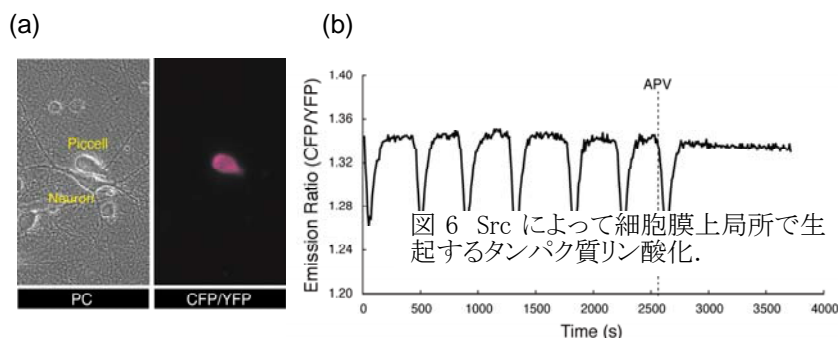 (a)
(b)
Piccell
Neuron
PC
CFP/YFP
APV
Emission Ratio (CFP/YFP)
1.40
1.36
1.32
1.28
1.24
1.20
0
500
1000
1500
2000
2500
3000
3500
4000
Time (s)
図 6 Src によって細胞膜上局所で生
起するタンパク質リン酸化.